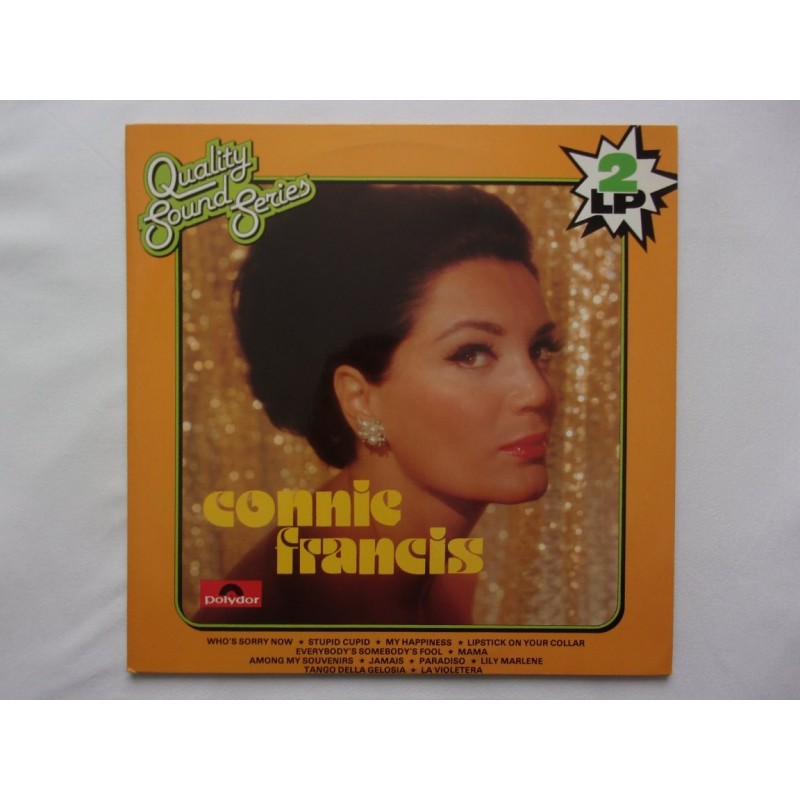 Quality
Sound Series
2
LP
connie
francis
polydor
WHO'S SORRY NOW ★ STUPID CUPID ★ MY HAPPINESS ★ LIPSTICK ON YOUR COLLAR
EVERYBODY'S SOMEBODY'S FOOL ★ MAMA
AMONG MY SOUVENIRS ★ JAMAIS ★ PARADISO ★ LILY MARLENE
TANGO DELLA GELOSIA ★ LA VIOLETERA